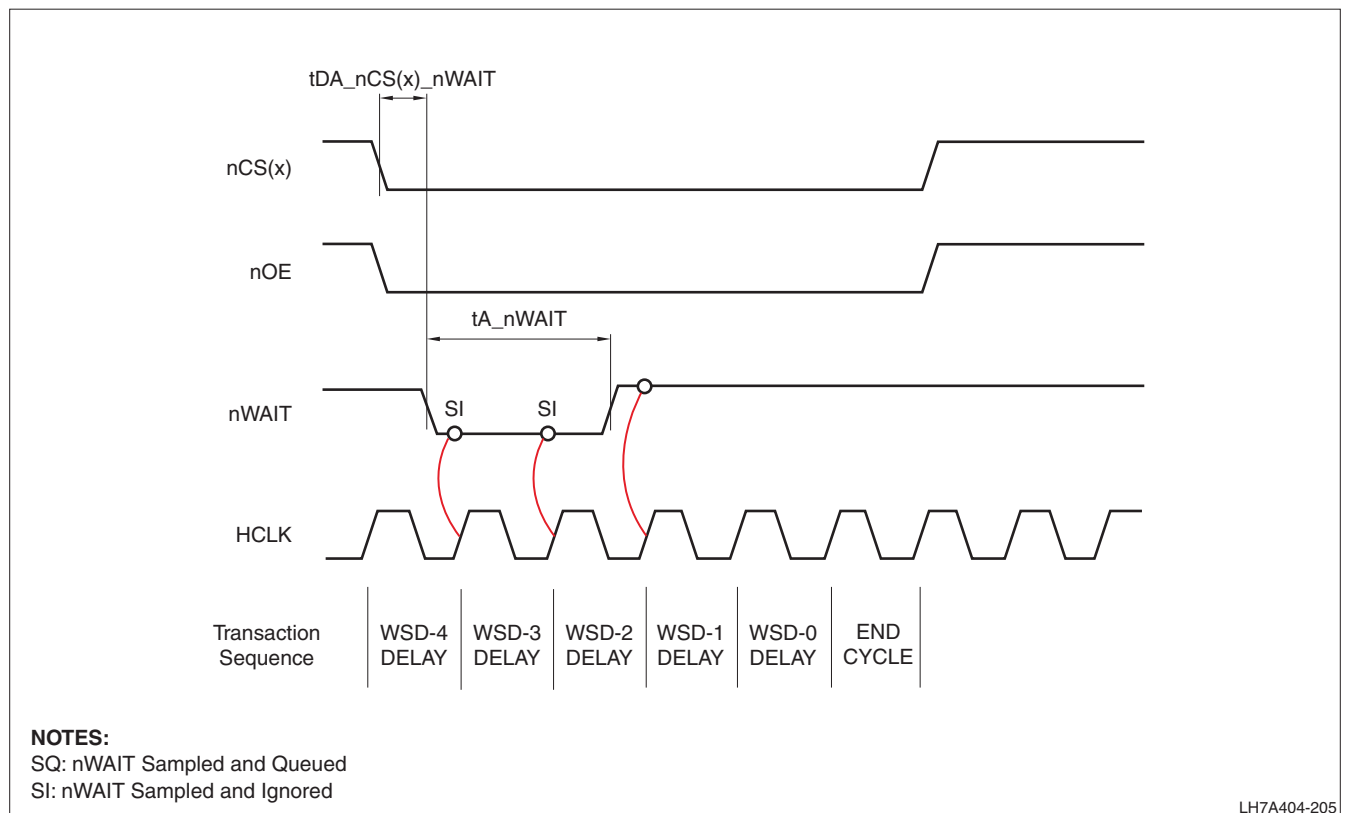 tDA_nCS(x)_nWAIT
nCS(x)
nOE
tA_nWAIT
nWAIT
SI
SI
HCLK
Transaction
Sequence
WSD-4
DELAY
WSD-3
DELAY
WSD-2
DELAY
WSD-1
DELAY
WSD-0
DELAY
END
CYCLE
NOTES:
SQ: nWAIT Sampled and Queued
SI: nWAIT Sampled and Ignored
LH7A404-205